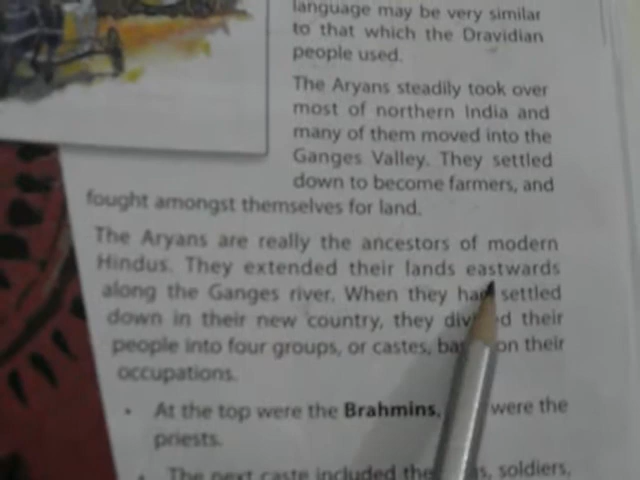 language may be very similar
to that which the Dravidian
people used.
The Aryans steadily took over
most of northern India and
many of them moved into the
Ganges Valley. They settled
down to become farmers, and
fought amongst themselves for land.
The Aryans are really the ancestors of modern
Hindus. They extended their lands eastwards
along the Ganges river. When they had settled
down in their new country, they divided their
people into four groups, or castes, on their
occupations.
• At the top were the Brahmins, were the
priests.
• The next caste included the soldiers,